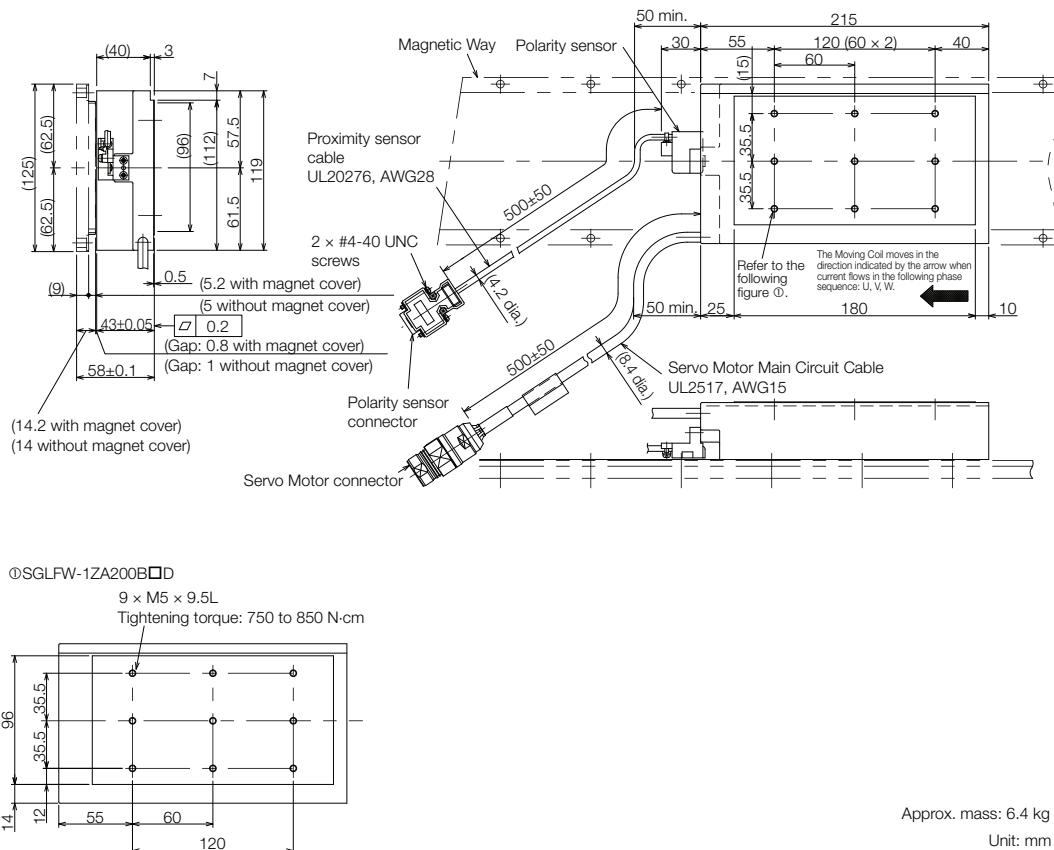 50 min.
215
(40)
3
Magnetic Way
Polarity sensor
30
55
120 (60 × 2)
40
60
(15)
7
(125)
(62.5)
(62.5)
(96)
(112)
57.5
61.5
119
Proximity sensor
cable
UL20276, AWG28
500±50
35.5
35.5
2 × #4-40 UNC
screws
(4.2 dia.)
Refer to the
following
figure ①.
The Moving Coil moves in the
direction indicated by the arrow when
current flows in the following phase
sequence: U, V, W.
0.5
(9)
(5.2 with magnet cover)
(5 without magnet cover)
50 min.
25
180
10
43±0.05
⏥ 0.2
(Gap: 0.8 with magnet cover)
(Gap: 1 without magnet cover)
58±0.1
500±50
(8.4 dia.)
Servo Motor Main Circuit Cable
UL2517, AWG15
Polarity sensor
connector
(14.2 with magnet cover)
(14 without magnet cover)
Servo Motor connector
①SGLFW-1ZA200B□D
9 × M5 × 9.5L
Tightening torque: 750 to 850 N·cm
96
35.5
35.5
14
12
55
60
120
Approx. mass: 6.4 kg
Unit: mm